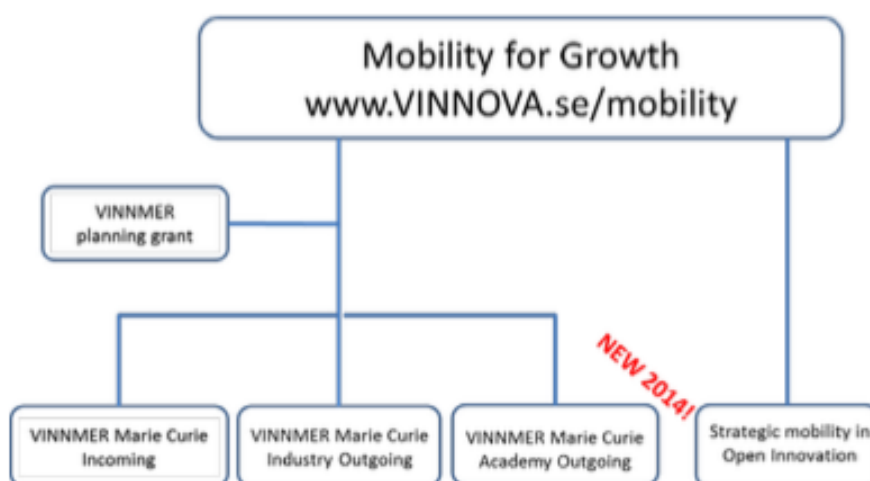 Mobility for Growth
www.VINNOVA.se/mobility
VINNMER
planning grant
NEW 2014!
VINNMER Marie Curie
Incoming
VINNMER Marie Curie
Industry Outgoing
VINNMER Marie Curie
Academy Outgoing
Strategic mobility in
Open Innovation